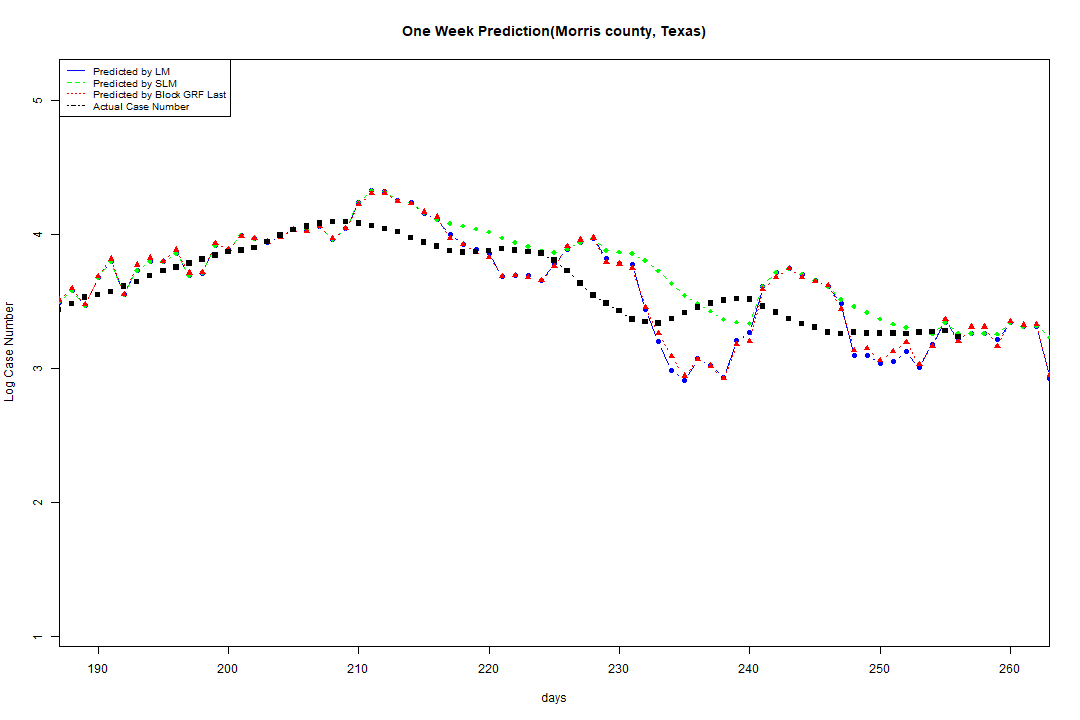 One Week Prediction(Morris county, Texas)
Predicted by LM
Predicted by SLM
Predicted by Block GRF Last
Actual Case Number
5
4
3
2
1
Log Case Number
190 200 210 220 230 240 250 260
days